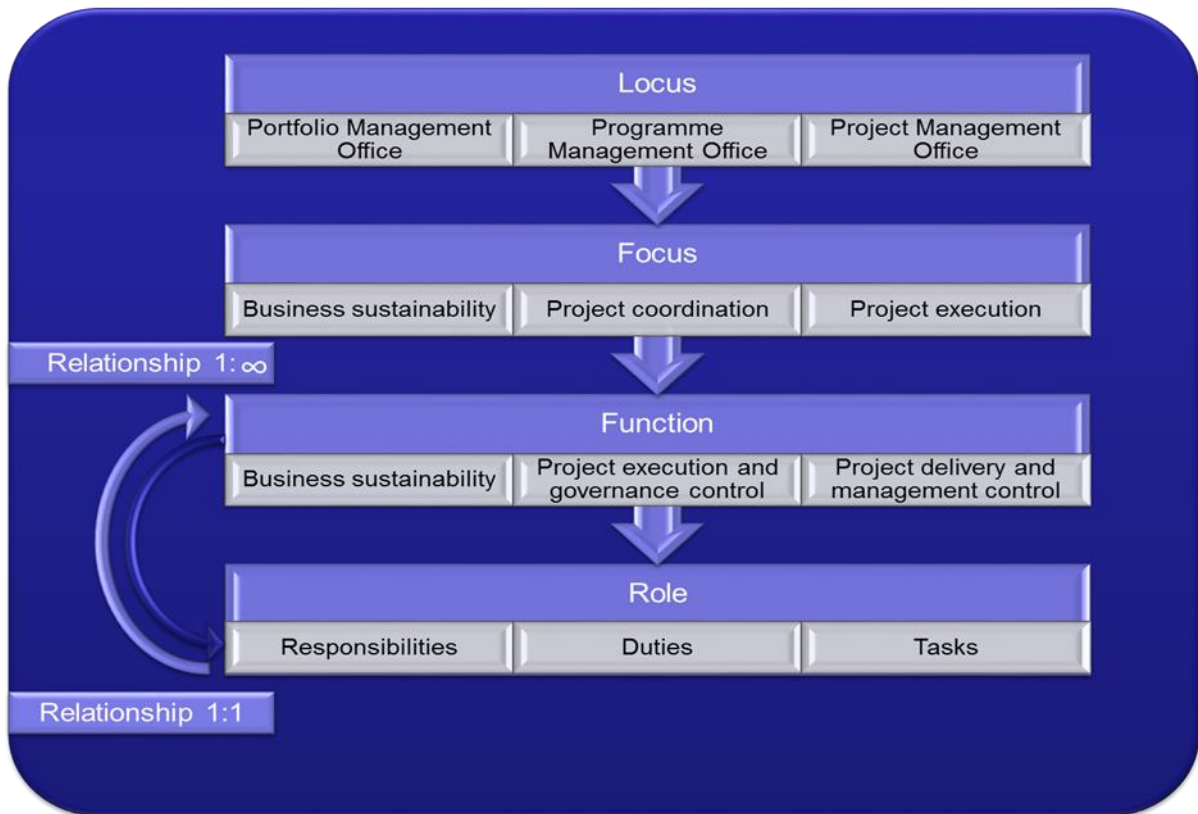 Locus
Portfolio Management
Office
Programme
Management Office
Project Management
Office
Focus
Business sustainability
Project coordination
Project execution
Relationship 1:∞
Function
Business sustainability
Project execution and
governance control
Project delivery and
management control
Role
Responsibilities
Duties
Tasks
Relationship 1:1